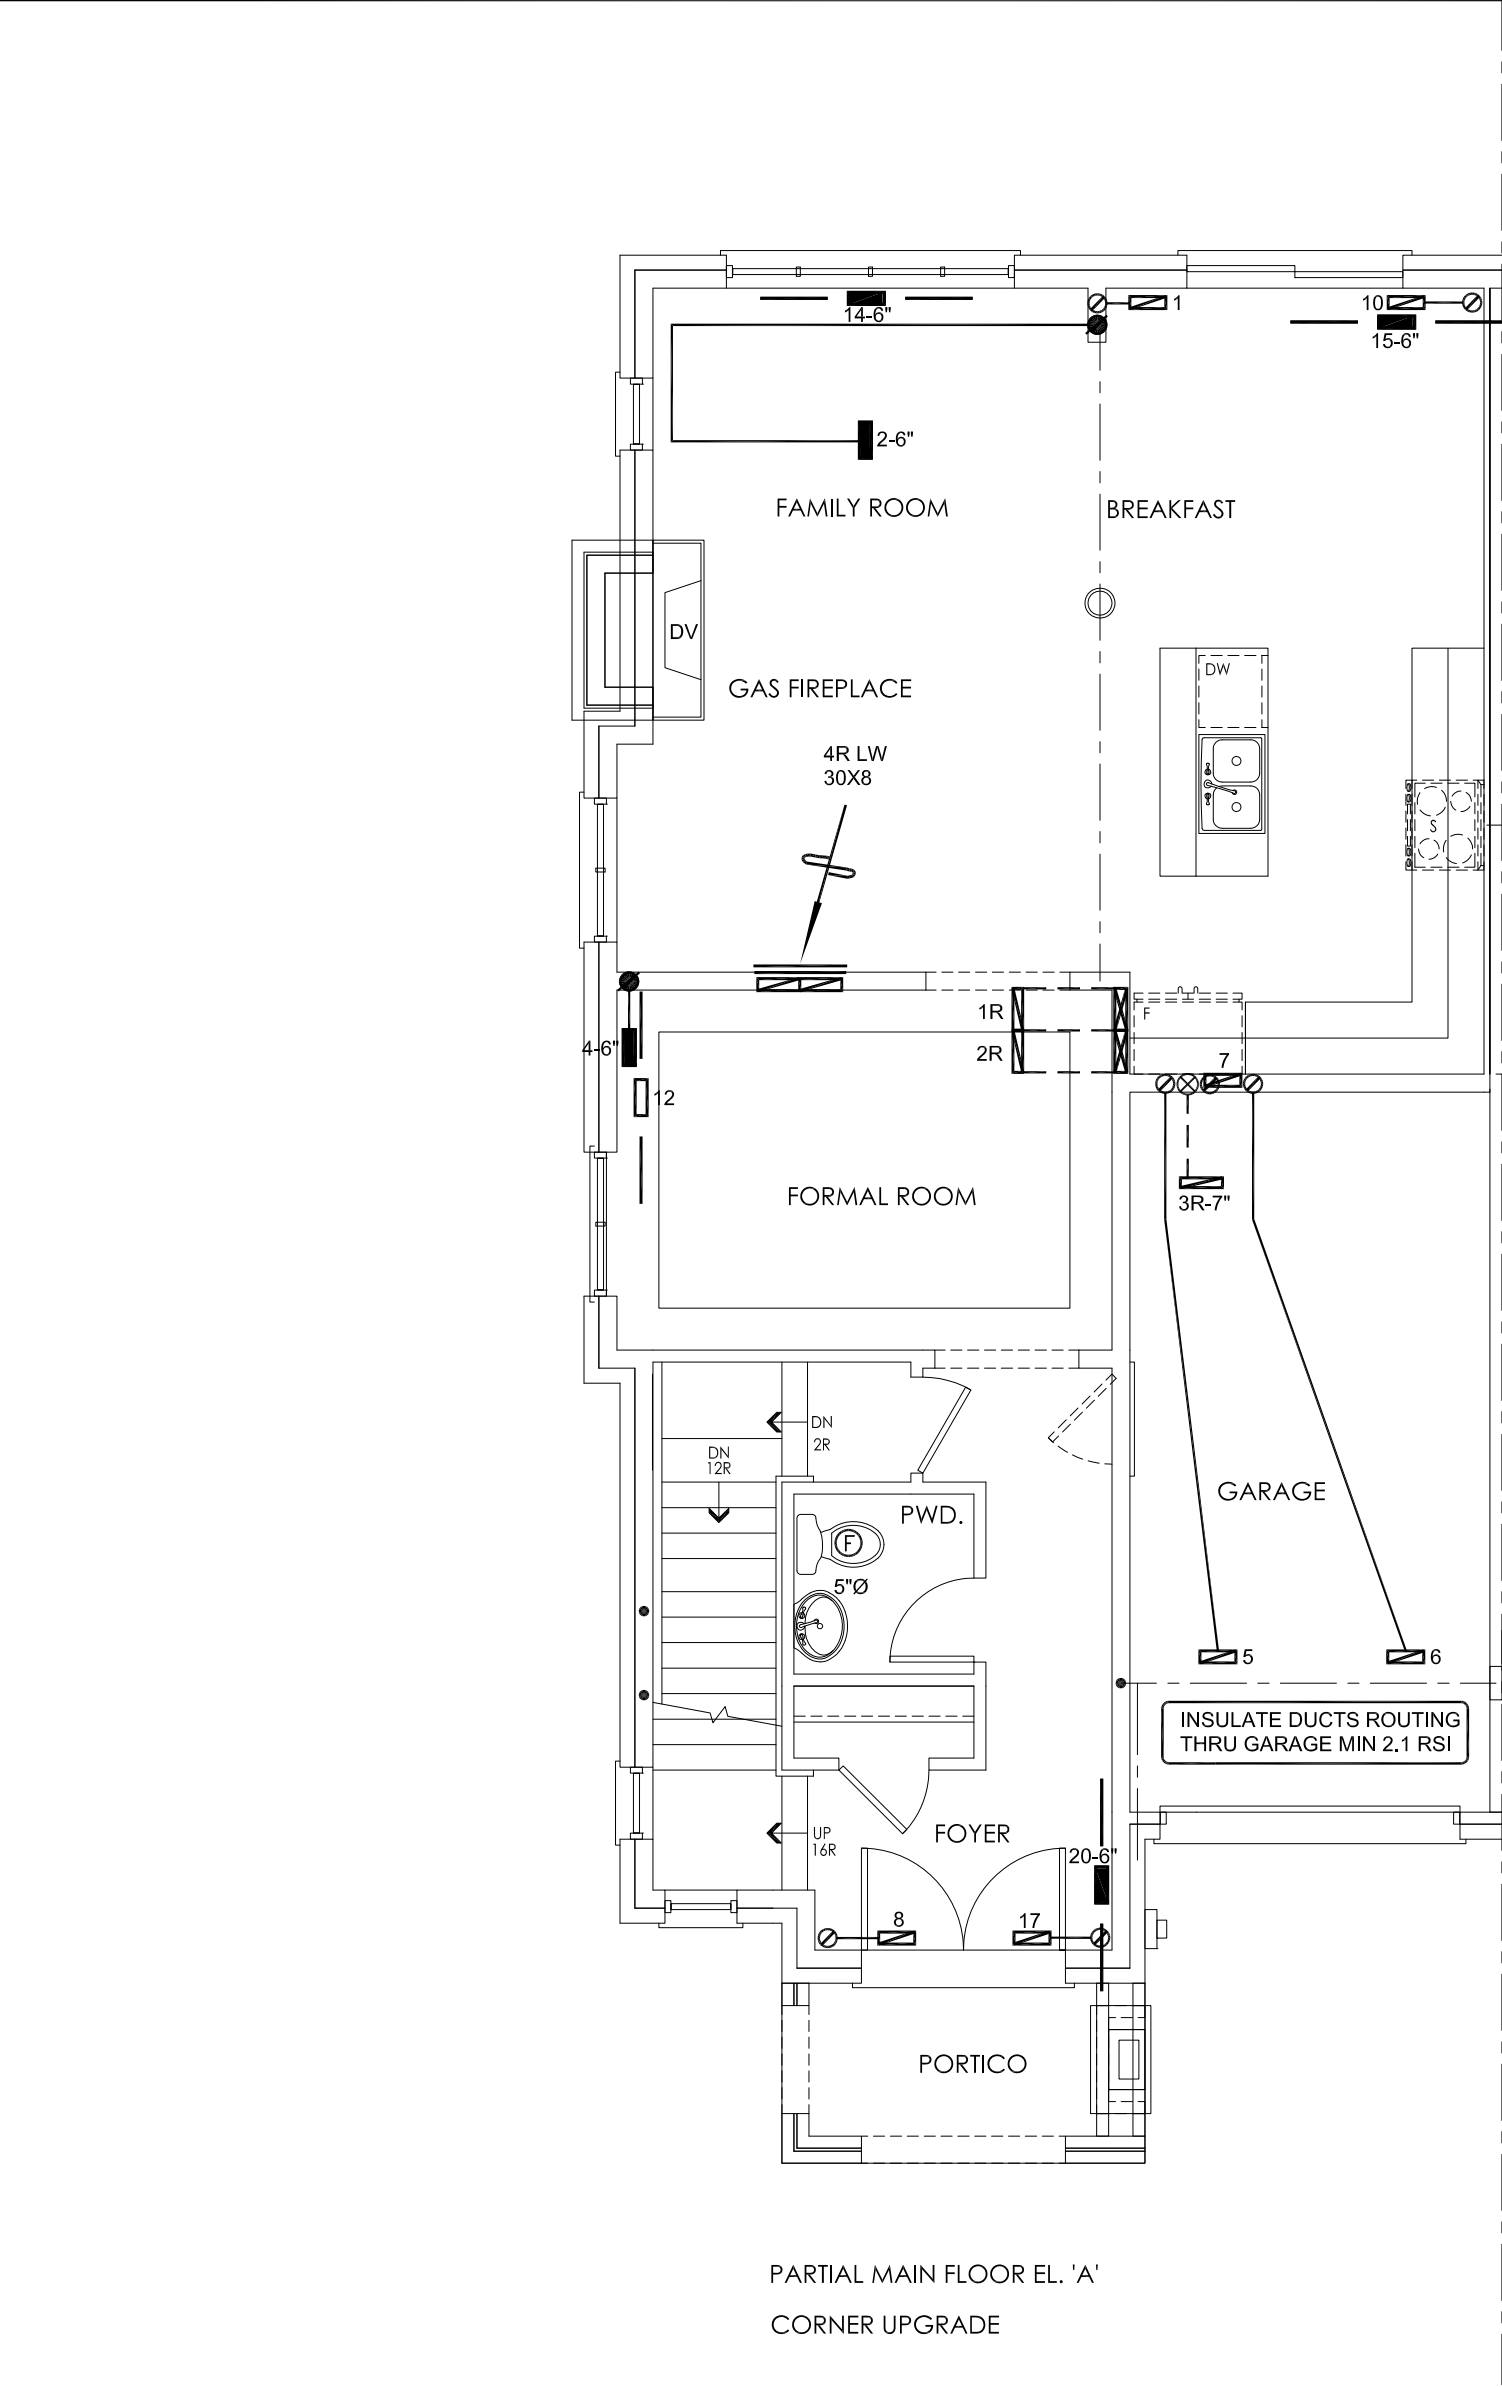 14-6"
1
10
15-6"
2-6"
FAMILY ROOM
BREAKFAST
DV
DW
GAS FIREPLACE
4R LW
30X8
S
1R
F
2R
4-6"
7
12
FORMAL ROOM
3R-7"
DN
2R
DN
12R
GARAGE
PWD.
F
5"Ø
5
6
INSULATE DUCTS ROUTING
THRU GARAGE MIN 2.1 RSI
UP
16R
FOYER
20-6"
8
17
PORTICO
PARTIAL MAIN FLOOR EL. 'A'
CORNER UPGRADE